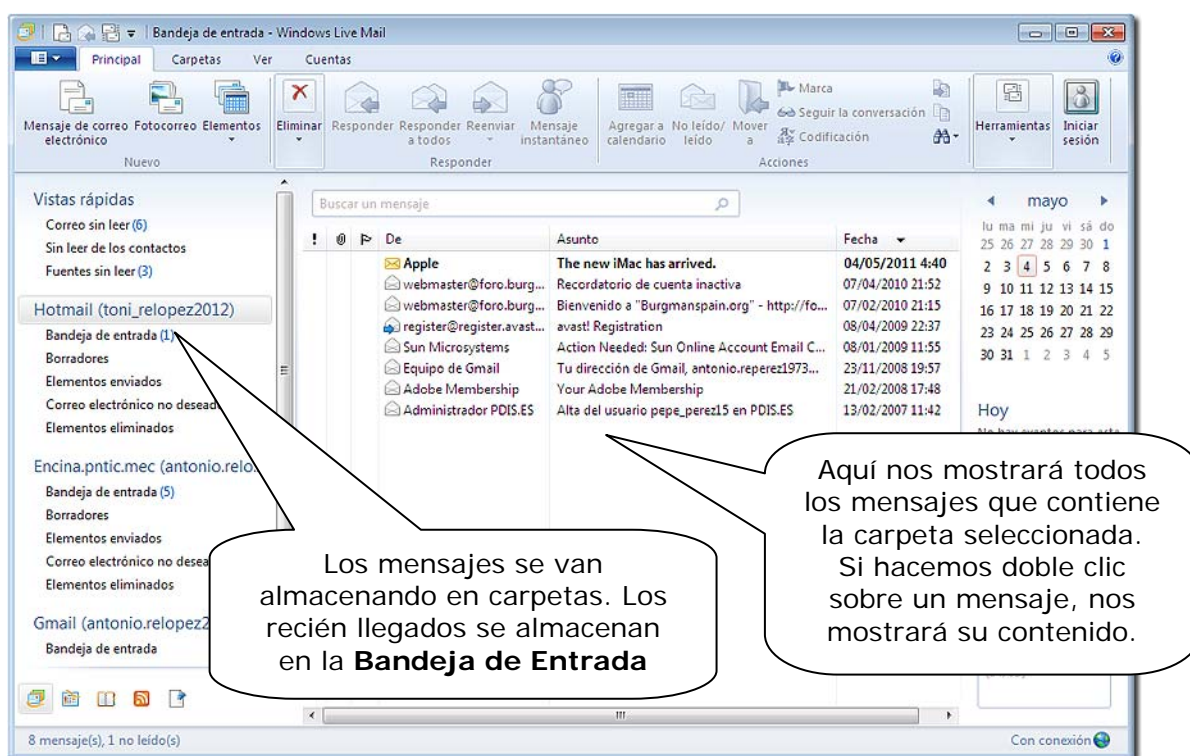 Bandeja de entrada - Windows Live Mail
Principal Carpetas Ver Cuentas
Mensaje de correo electrónico
Fotocorreo
Elementos
Nuevo
Eliminar
Responder
Responder a todos
Reenviar
Mensaje instantáneo
Responder
Agregar a calendario
No leído/ leído
Mover a
Marca
Seguir la conversación
Codificación
Acciones
Herramientas
Iniciar sesión
Vistas rápidas
Correo sin leer (6)
Sin leer de los contactos
Fuentes sin leer (3)
Hotmail (toni_relopez2012)
Bandeja de entrada (1)
Borradores
Elementos enviados
Correo electrónico no desead
Elementos eliminados
Encina.pntic.mec (antonio.relo...
Bandeja de entrada (5)
Borradores
Elementos enviados
Correo electrónico no desea
Elementos eliminados
Gmail (antonio.relopez2
Bandeja de entrada
Buscar un mensaje
! De Asunto Fecha
Apple The new iMac has arrived. 04/05/2011 4:40
webmaster@foro.burg... Recordatorio de cuenta inactiva 07/04/2010 21:52
webmaster@foro.burg... Bienvenido a "Burgmanspain.org" - http://fo... 07/02/2010 21:15
register@register.avast... avast! Registration 08/04/2009 22:37
Sun Microsystems Action Needed: Sun Online Account Email C... 08/01/2009 11:55
Equipo de Gmail Tu dirección de Gmail, antonio.reperez1973... 23/11/2008 19:57
Adobe Membership Your Adobe Membership 21/02/2008 17:48
Administrador PDIS.ES Alta del usuario pepe_perez15 en PDIS.ES 13/02/2007 11:42
mayo
lu ma mi ju vi sá do
25 26 27 28 29 30 1
2 3 4 5 6 7 8
9 10 11 12 13 14 15
16 17 18 19 20 21 22
23 24 25 26 27 28 29
30 31 1 2 3 4 5
Hoy
Los mensajes se van
almacenando en carpetas. Los
recién llegados se almacenan
en la Bandeja de Entrada
Aquí nos mostrará todos
los mensajes que contiene
la carpeta seleccionada.
Si hacemos doble clic
sobre un mensaje, nos
mostrará su contenido.
8 mensaje(s), 1 no leído(s)
Con conexión